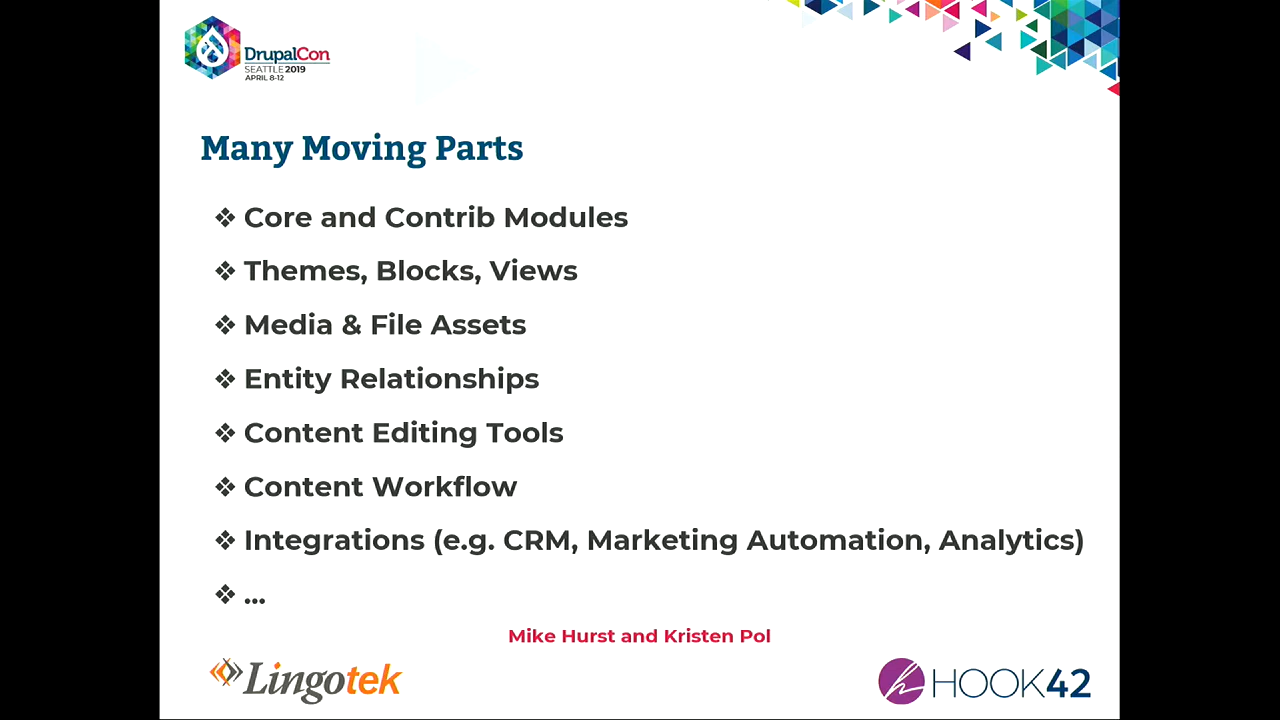 DrupalCon
SEATTLE 2019
APRIL 8-12
Many Moving Parts
❖ Core and Contrib Modules
❖ Themes, Blocks, Views
❖ Media & File Assets
❖ Entity Relationships
❖ Content Editing Tools
❖ Content Workflow
❖ Integrations (e.g. CRM, Marketing Automation, Analytics)
❖ ...
Mike Hurst and Kristen Pol
Lingotek
HOOK42